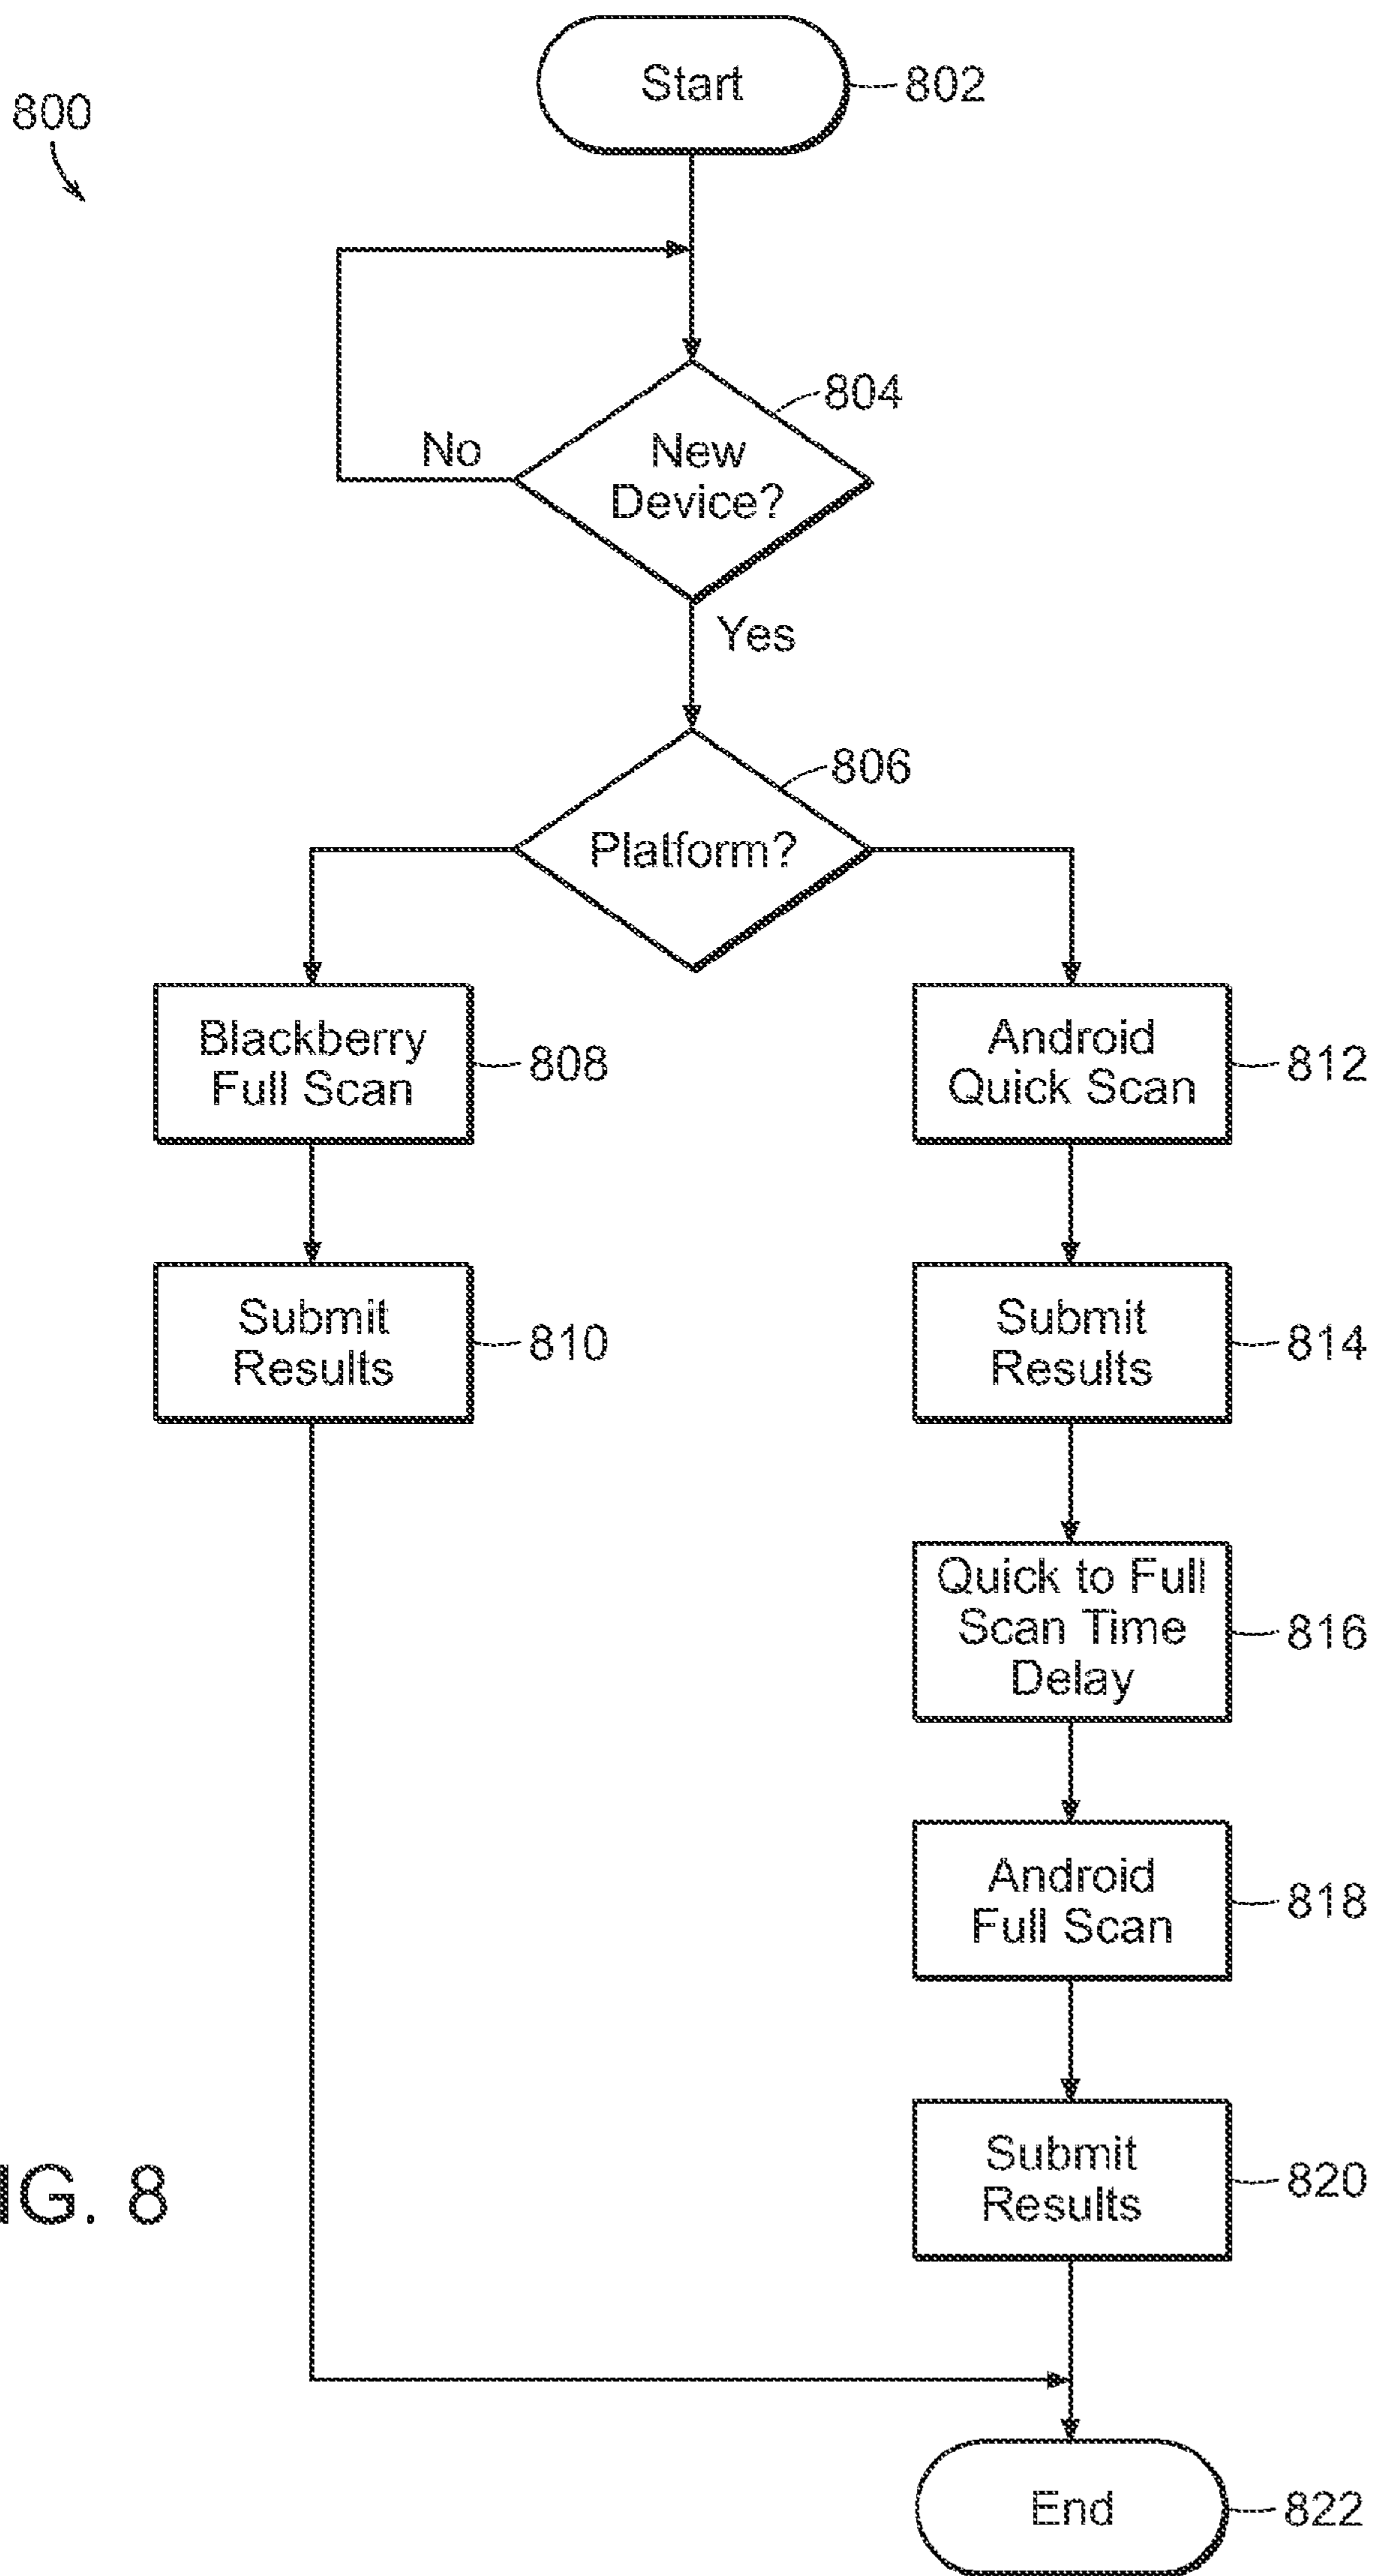 Start
802
800
804
No
New
Device?
Yes
806
Platform?
Blackberry
Full Scan
808
Android
Quick Scan
812
Submit
Results
810
Submit
Results
814
Quick to Full
Scan Time
Delay
816
Android
Full Scan
818
Submit
Results
820
IG. 8
End
822